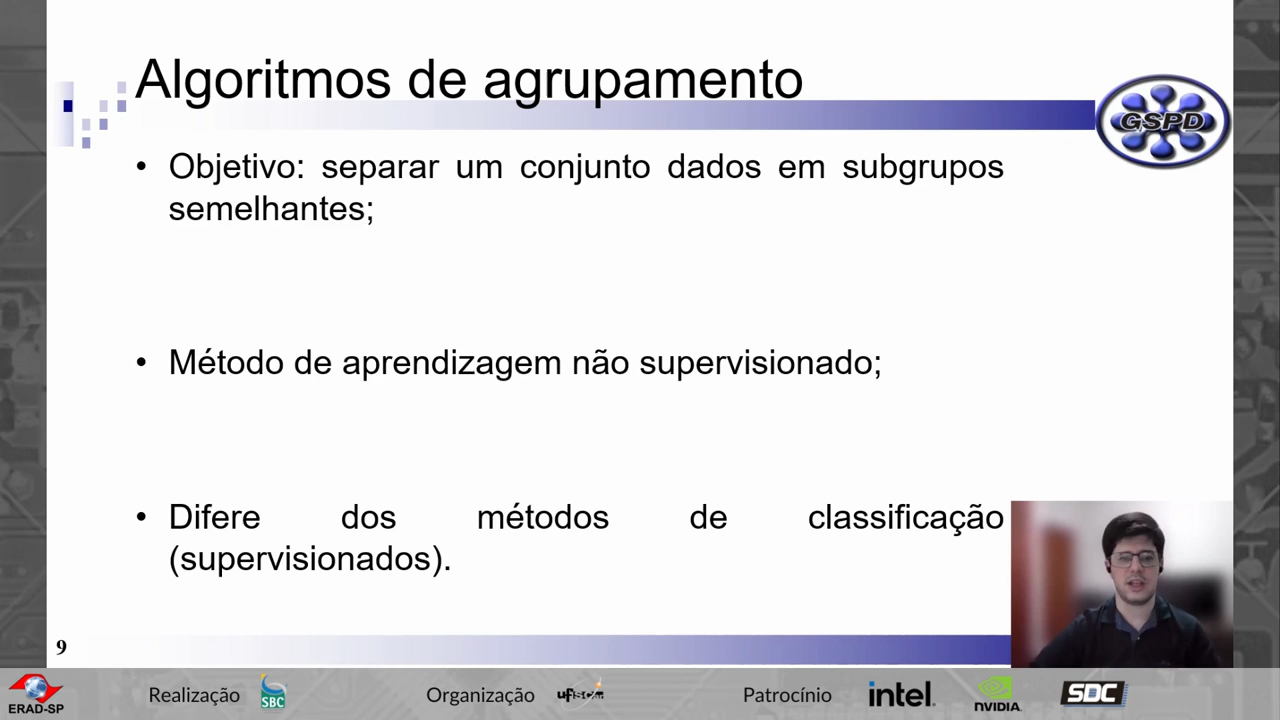 Algoritmos de agrupamento
GSPD
• Objetivo: separar um conjunto dados em subgrupos
semelhantes;
• Método de aprendizagem não supervisionado;
• Difere dos métodos de classificação
(supervisionados).
9
ERAD-SP
Realização
SBC
Organização
ufscar
Patrocínio
intel.
NVIDIA.
SDC